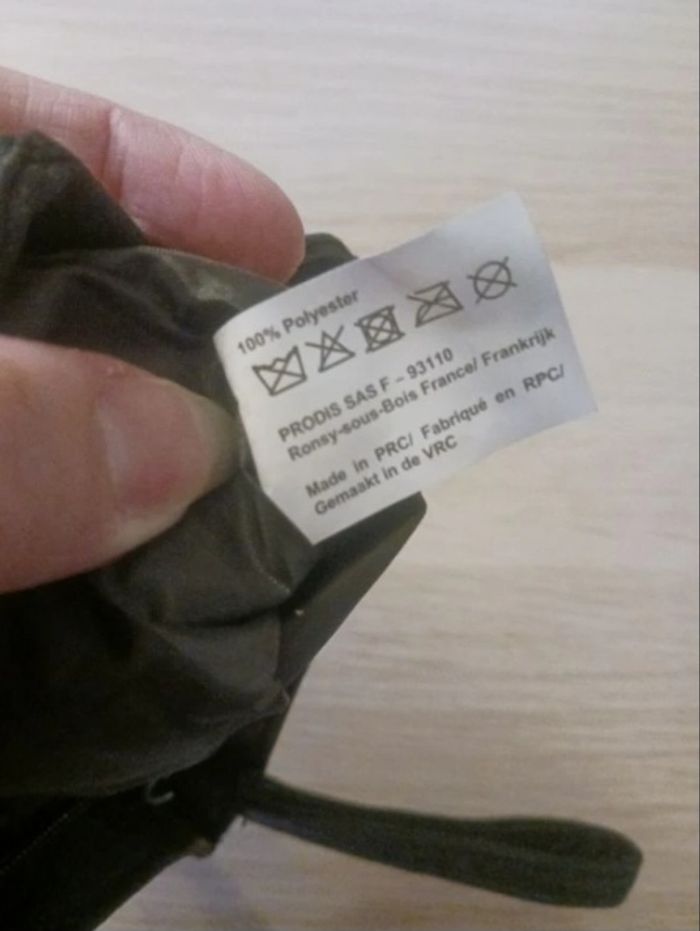 100% Polyester
PRODIS SAS F – 93110
Ronsy-sous-Bois France/ Frankrijk
Made in PRC/ Fabriqué en RPC/
Gemaakt in de VRC